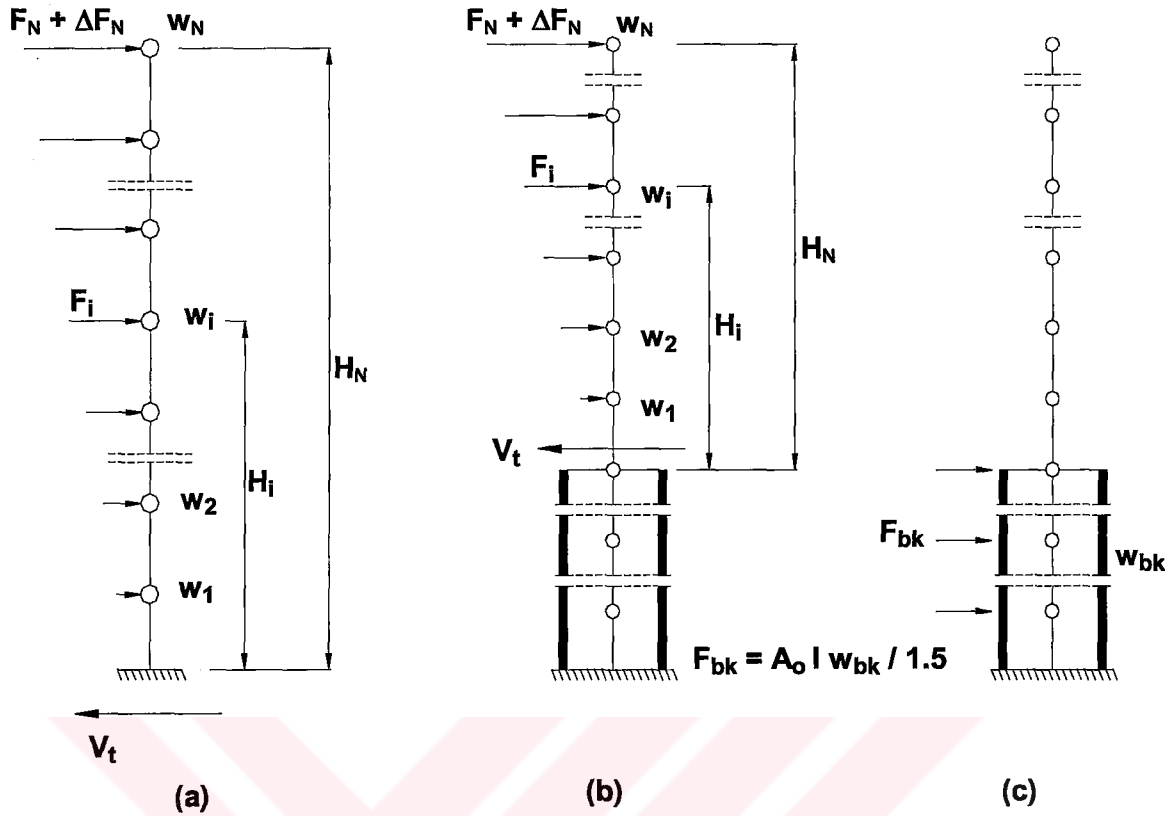 F_N + ΔF_N
w_N
F_i
w_i
H_N
H_i
w_2
w_1
V_t
(a)
F_N + ΔF_N
w_N
F_i
w_i
H_N
H_i
w_2
w_1
V_t
F_bk = A_o I w_bk / 1.5
(b)
F_bk
w_bk
(c)